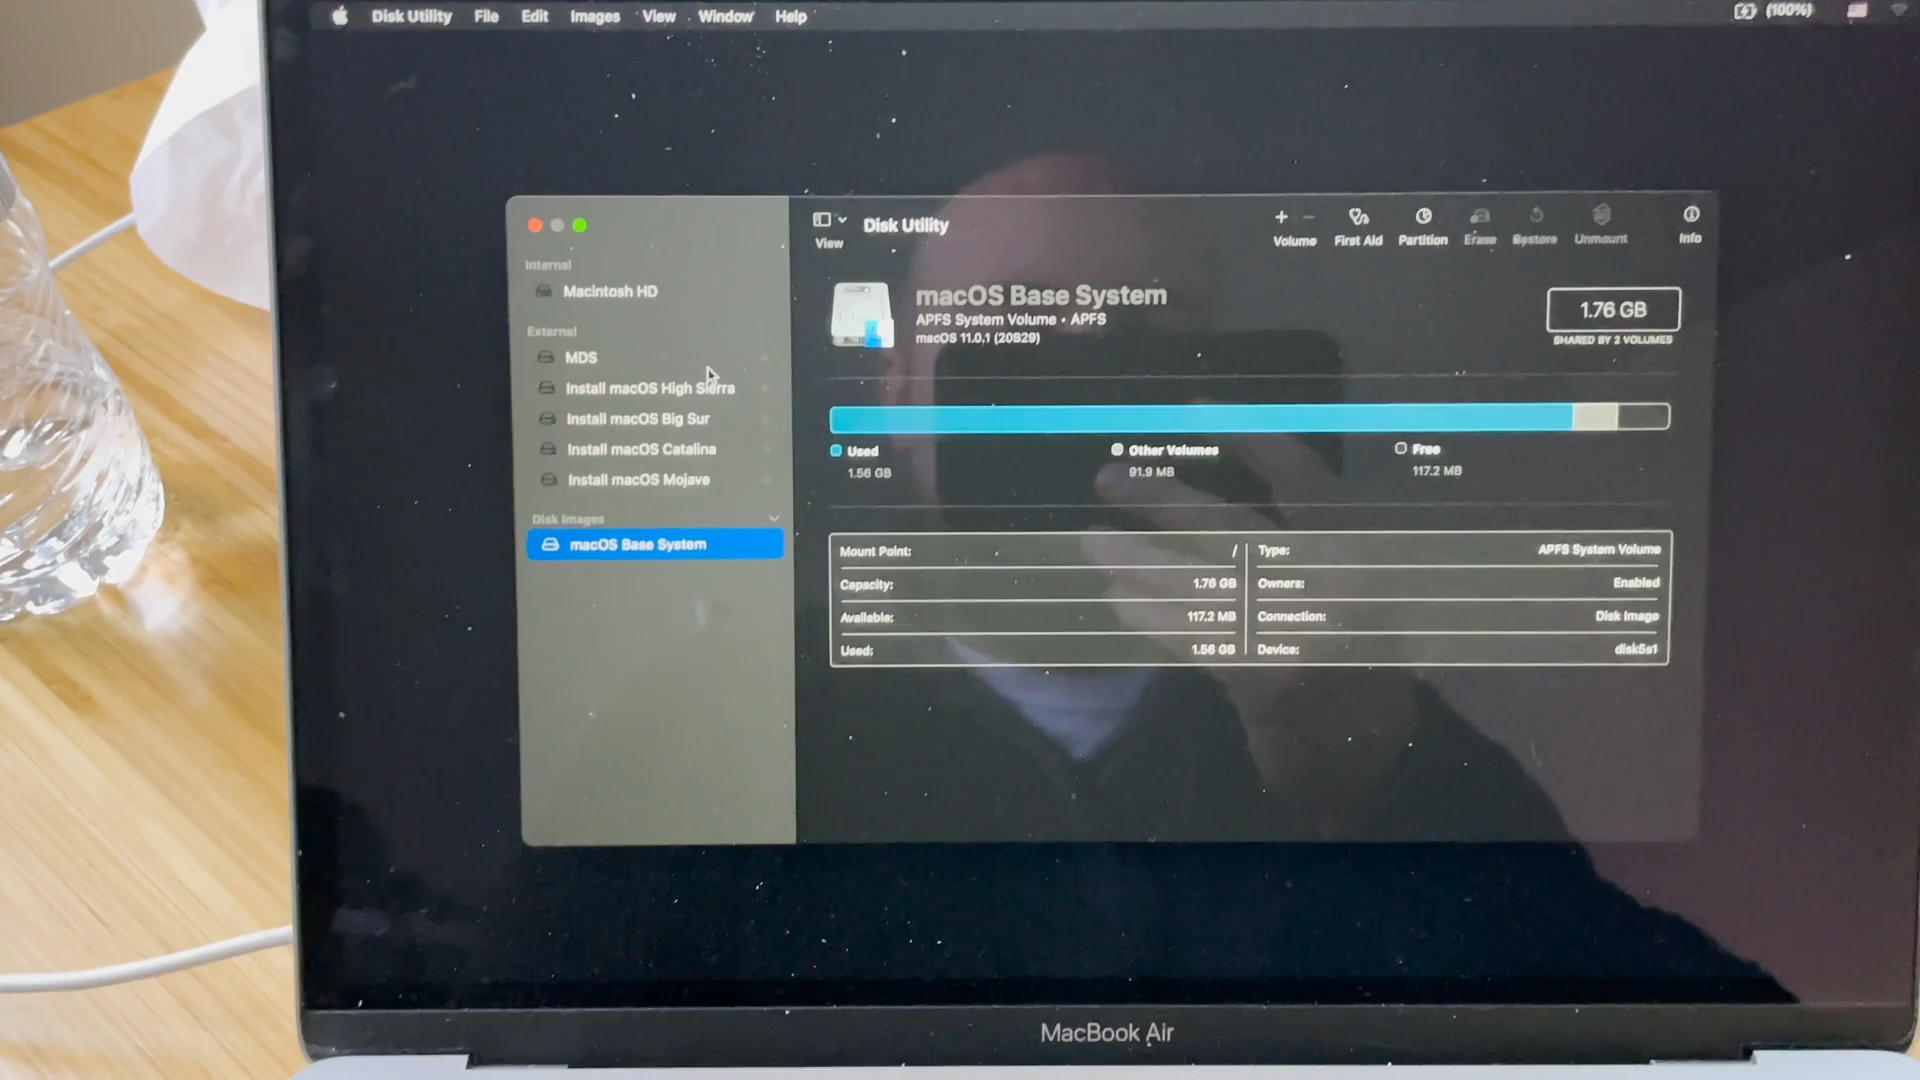 Disk Utility File Edit Images View Window Help (100%)
View
Disk Utility
Volume First Aid Partition Erase Restore Unmount Info
Internal
Macintosh HD
External
MDS
Install macOS High Sierra
Install macOS Big Sur
Install macOS Catalina
Install macOS Mojave
Disk Images
macOS Base System
macOS Base System
APFS System Volume • APFS
macOS 11.0.1 (20B29)
1.76 GB
SHARED BY 2 VOLUMES
Used
1.56 GB
Other Volumes
91.9 MB
Free
117.2 MB
Mount Point: /
Capacity: 1.76 GB
Available: 117.2 MB
Used: 1.56 GB
Type: APFS System Volume
Owners: Enabled
Connection: Disk Image
Device: disk5s1
MacBook Air